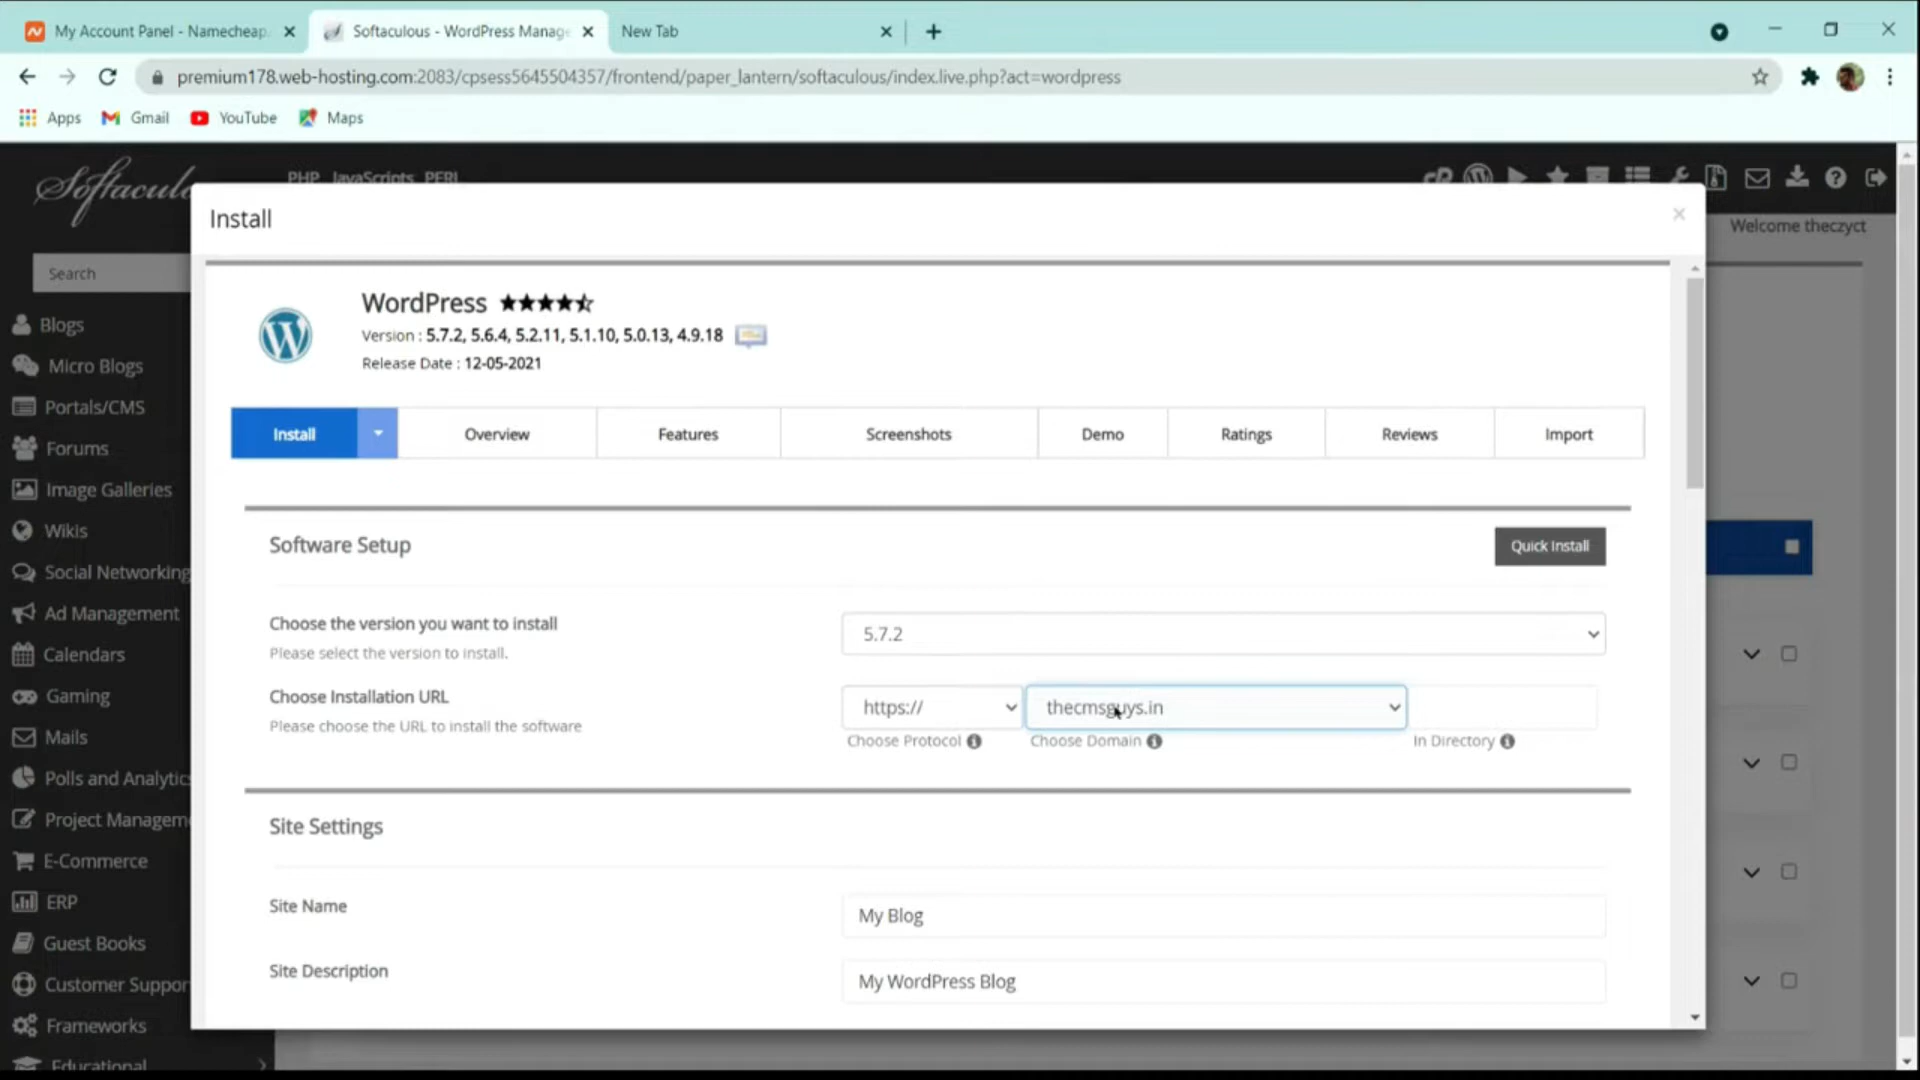 My Account Panel - Namecheap.
Softaculous - WordPress Manage
New Tab
premium178.web-hosting.com:2083/cpsess5645504357/frontend/paper_lantern/softaculous/index.live.php?act=wordpress
Apps
Gmail
YouTube
Maps
PHP JavaScripts PERL
Welcome theczyct
Search
Blogs
Micro Blogs
Portals/CMS
Forums
Image Galleries
Wikis
Social Networking
Ad Management
Calendars
Gaming
Mails
Polls and Analytics
Project Managem
E-Commerce
ERP
Guest Books
Customer Suppor
Frameworks
Educational
Install
WordPress
Version : 5.7.2, 5.6.4, 5.2.11, 5.1.10, 5.0.13, 4.9.18
Release Date : 12-05-2021
Install
Overview
Features
Screenshots
Demo
Ratings
Reviews
Import
Software Setup
Quick Install
Choose the version you want to install
Please select the version to install.
5.7.2
Choose Installation URL
Please choose the URL to install the software
https://
thecmsguys.in
Choose Protocol
Choose Domain
In Directory
Site Settings
Site Name
My Blog
Site Description
My WordPress Blog